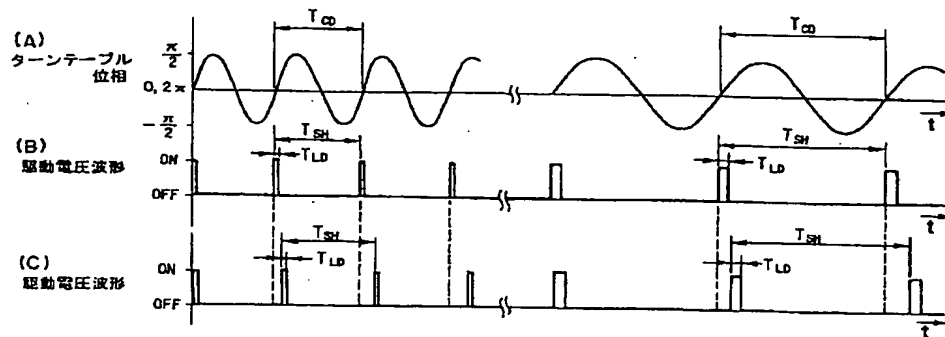 (A)
ターンテーブル
位相
π/2
0, 2π
-π/2
T_CD
T_CD
t
(B)
駆動電圧波形
ON
OFF
T_SH
T_LD
T_SH
T_LD
t
(C)
駆動電圧波形
ON
OFF
T_SH
T_LD
T_SH
T_LD
t